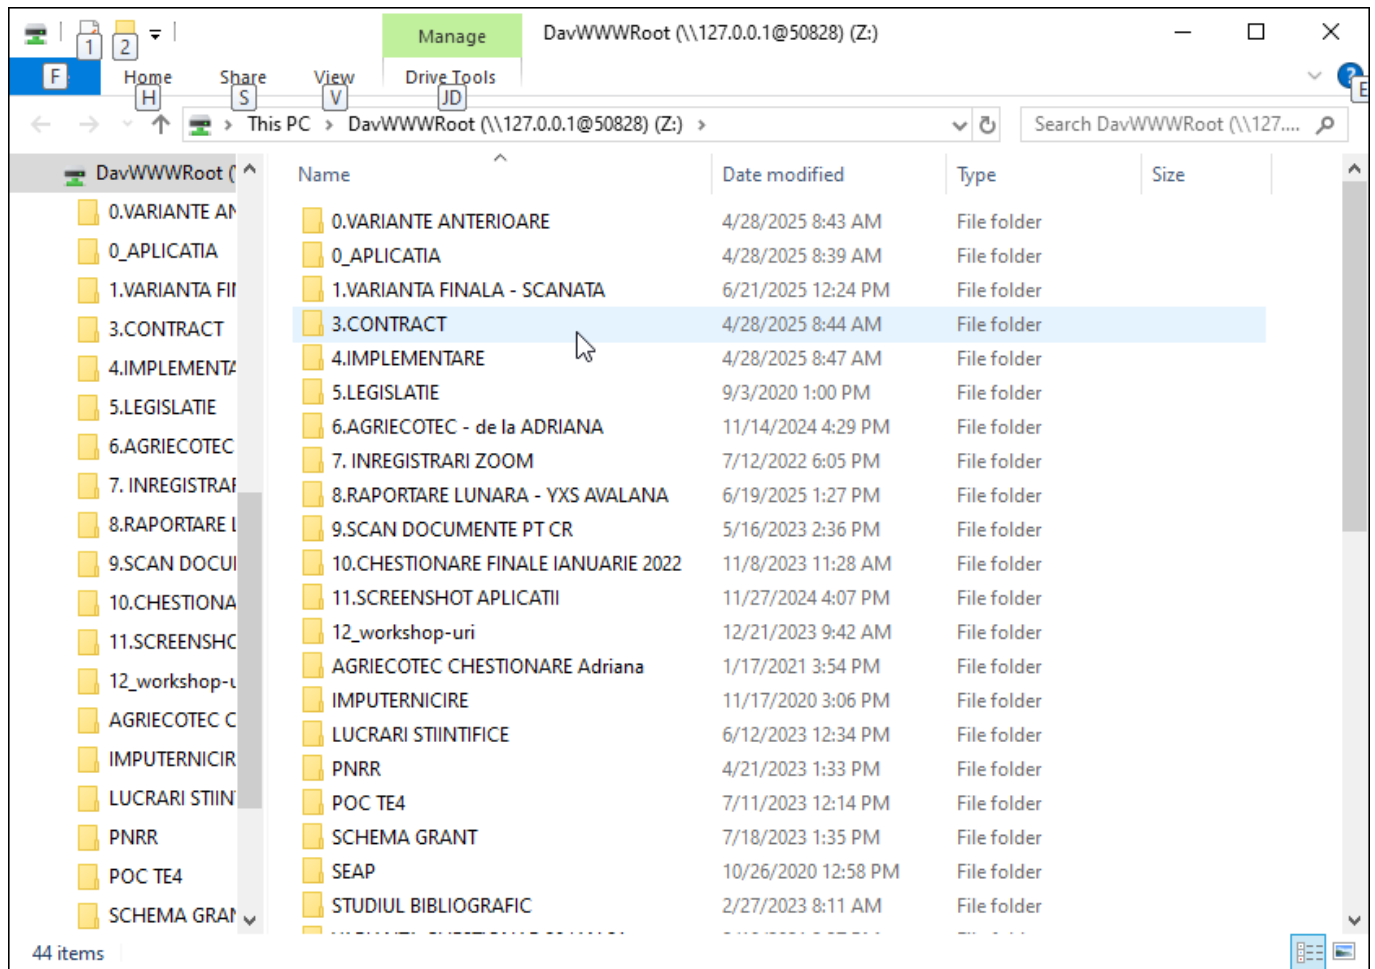 1
2
Manage
DavWWWRoot (\\127.0.0.1@50828) (Z:)
F
Home
Share
View
Drive Tools
?
H
S
V
JD
E
This PC > DavWWWRoot (\\127.0.0.1@50828) (Z:) >
Search DavWWWRoot (\\127....
DavWWWRoot (\
0.VARIANTE AN
0_APLICATIA
1.VARIANTA FIN
3.CONTRACT
4.IMPLEMENTA
5.LEGISLATIE
6.AGRIECOTEC
7. INREGISTRAR
8.RAPORTARE L
9.SCAN DOCUM
10.CHESTIONA
11.SCREENSHO
12_workshop-u
AGRIECOTEC C
IMPUTERNICIR
LUCRARI STIIN
PNRR
POC TE4
SCHEMA GRAN
Name Date modified Type Size
0.VARIANTE ANTERIOARE 4/28/2025 8:43 AM File folder
0_APLICATIA 4/28/2025 8:39 AM File folder
1.VARIANTA FINALA - SCANATA 6/21/2025 12:24 PM File folder
3.CONTRACT 4/28/2025 8:44 AM File folder
4.IMPLEMENTARE 4/28/2025 8:47 AM File folder
5.LEGISLATIE 9/3/2020 1:00 PM File folder
6.AGRIECOTEC - de la ADRIANA 11/14/2024 4:29 PM File folder
7. INREGISTRARI ZOOM 7/12/2022 6:05 PM File folder
8.RAPORTARE LUNARA - YXS AVALANA 6/19/2025 1:27 PM File folder
9.SCAN DOCUMENTE PT CR 5/16/2023 2:36 PM File folder
10.CHESTIONARE FINALE IANUARIE 2022 11/8/2023 11:28 AM File folder
11.SCREENSHOT APLICATII 11/27/2024 4:07 PM File folder
12_workshop-uri 12/21/2023 9:42 AM File folder
AGRIECOTEC CHESTIONARE Adriana 1/17/2021 3:54 PM File folder
IMPUTERNICIRE 11/17/2020 3:06 PM File folder
LUCRARI STIINTIFICE 6/12/2023 12:34 PM File folder
PNRR 4/21/2023 1:33 PM File folder
POC TE4 7/11/2023 12:14 PM File folder
SCHEMA GRANT 7/18/2023 1:35 PM File folder
SEAP 10/26/2020 12:58 PM File folder
STUDIUL BIBLIOGRAFIC 2/27/2023 8:11 AM File folder
44 items